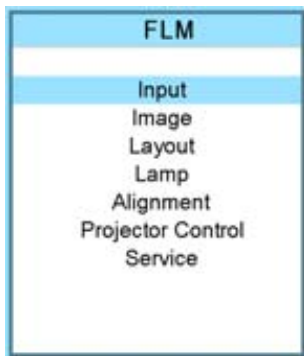 FLM
Input
Image
Layout
Lamp
Alignment
Projector Control
Service